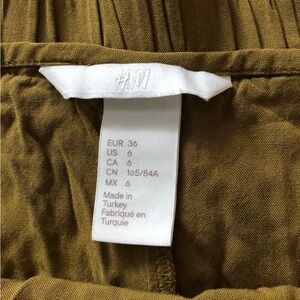 H&M
EUR 36
US 6
CA 6
CN 165/84A
MX 6
Made in
Turkey
Fabriqué en
Turquie